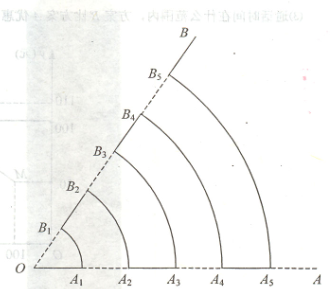 B
B₅
B₄
B₃
B₂
B₁
O A₁ A₂ A₃ A₄ A₅ A